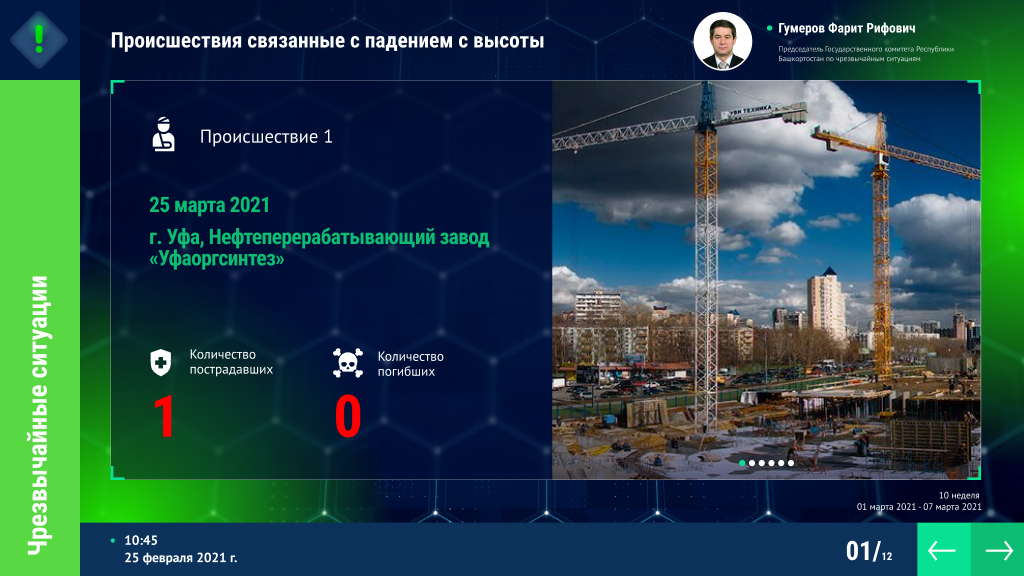 Происшествия связанные с падением с высоты
Гумеров Фарит Рифович
Председатель Государственного комитета Республики
Башкортостан по чрезвычайным ситуациям
Чрезвычайные ситуации
Происшествие 1
25 марта 2021
г. Уфа, Нефтеперерабатывающий завод
«Уфаоргсинтез»
Количество
пострадавших
1
Количество
погибших
0
ТЕХНИКА
10 неделя
01 марта 2021 - 07 марта 2021
10:45
25 февраля 2021 г.
01/12